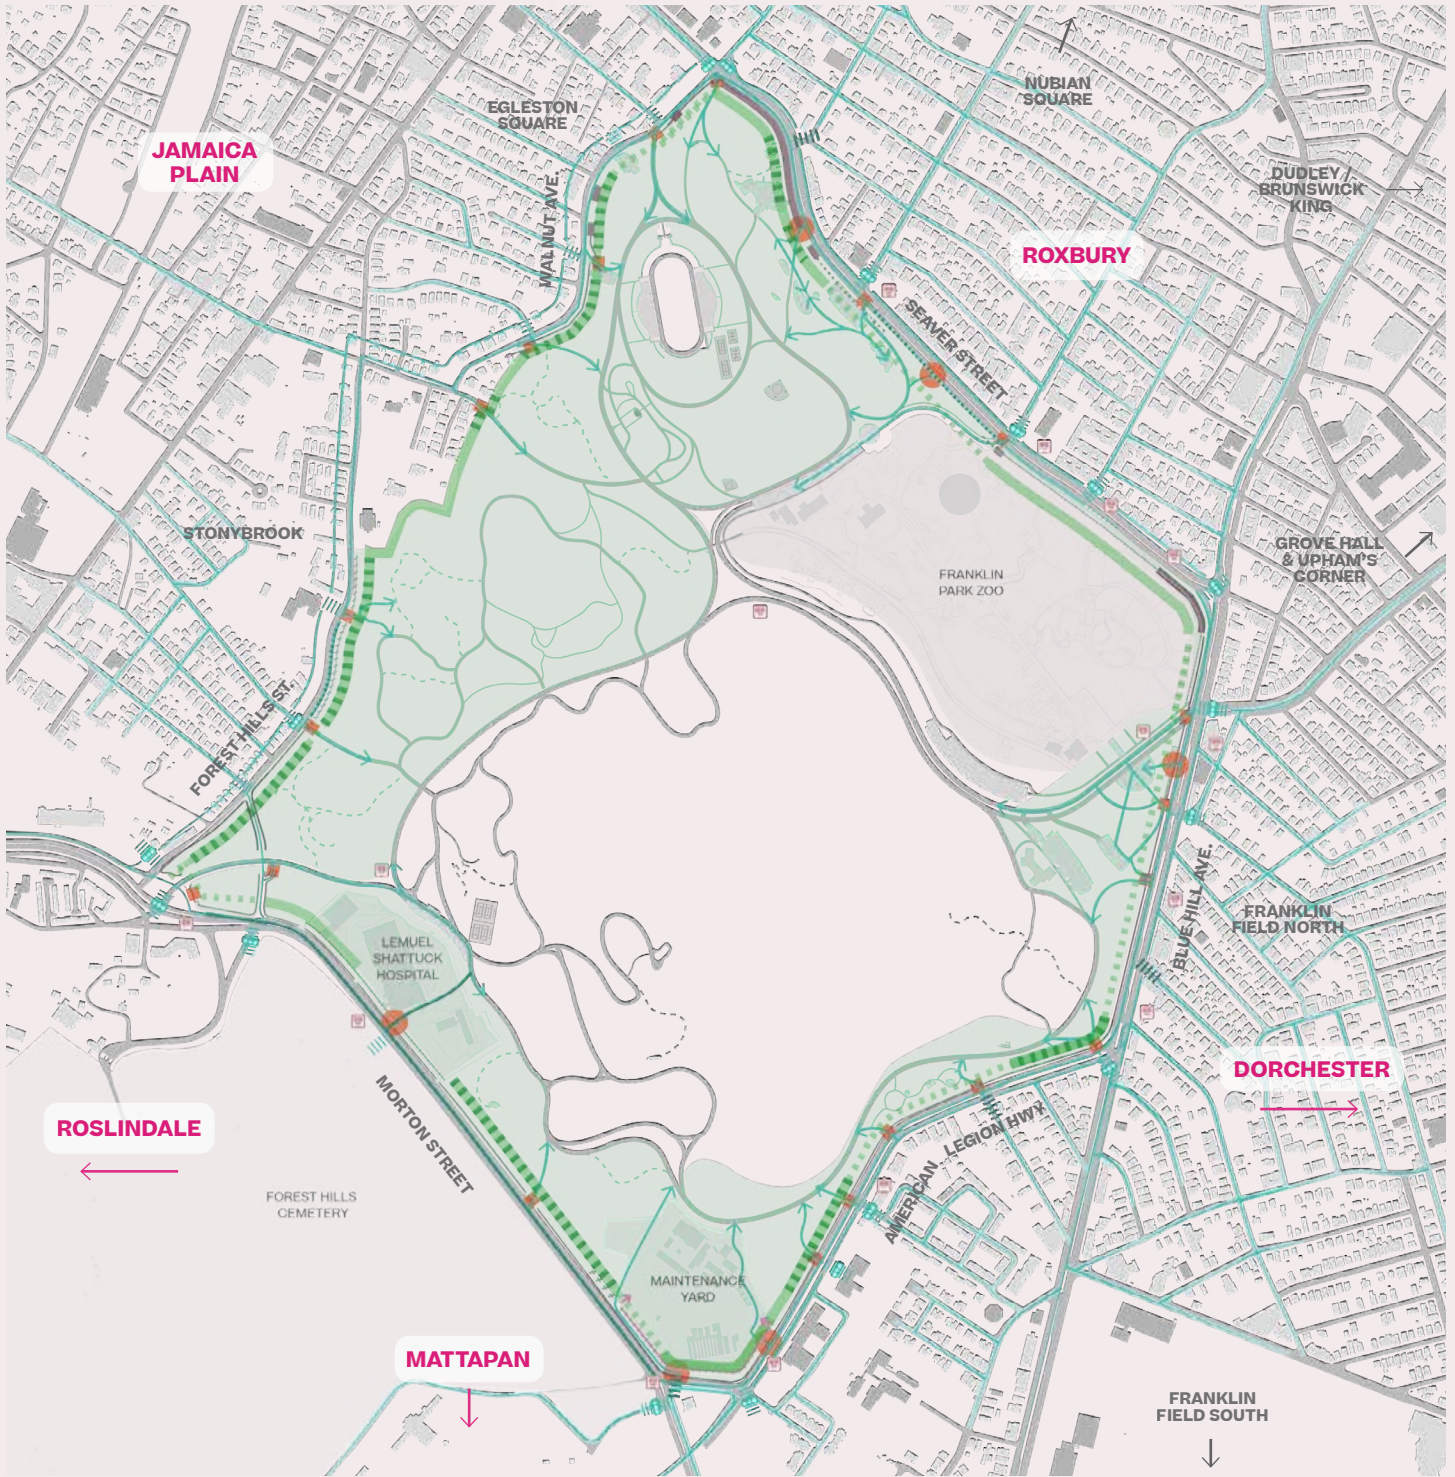 NUBIAN
SQUARE
EGLESTON
SQUARE
JAMAICA
PLAIN
DUDLEY /
BRUNSWICK
KING
WALNUT AVE.
ROXBURY
SEAVER STREET
STONYBROOK
GROVE HALL
& UPHAM'S
CORNER
FRANKLIN
PARK ZOO
FOREST HILLS ST.
BLUE HILL AVE.
FRANKLIN
FIELD NORTH
LEMUEL
SHATTUCK
HOSPITAL
DORCHESTER
MORTON STREET
AMERICAN LEGION HWY
ROSLINDALE
FOREST HILLS
CEMETERY
MAINTENANCE
YARD
MATTAPAN
FRANKLIN
FIELD SOUTH